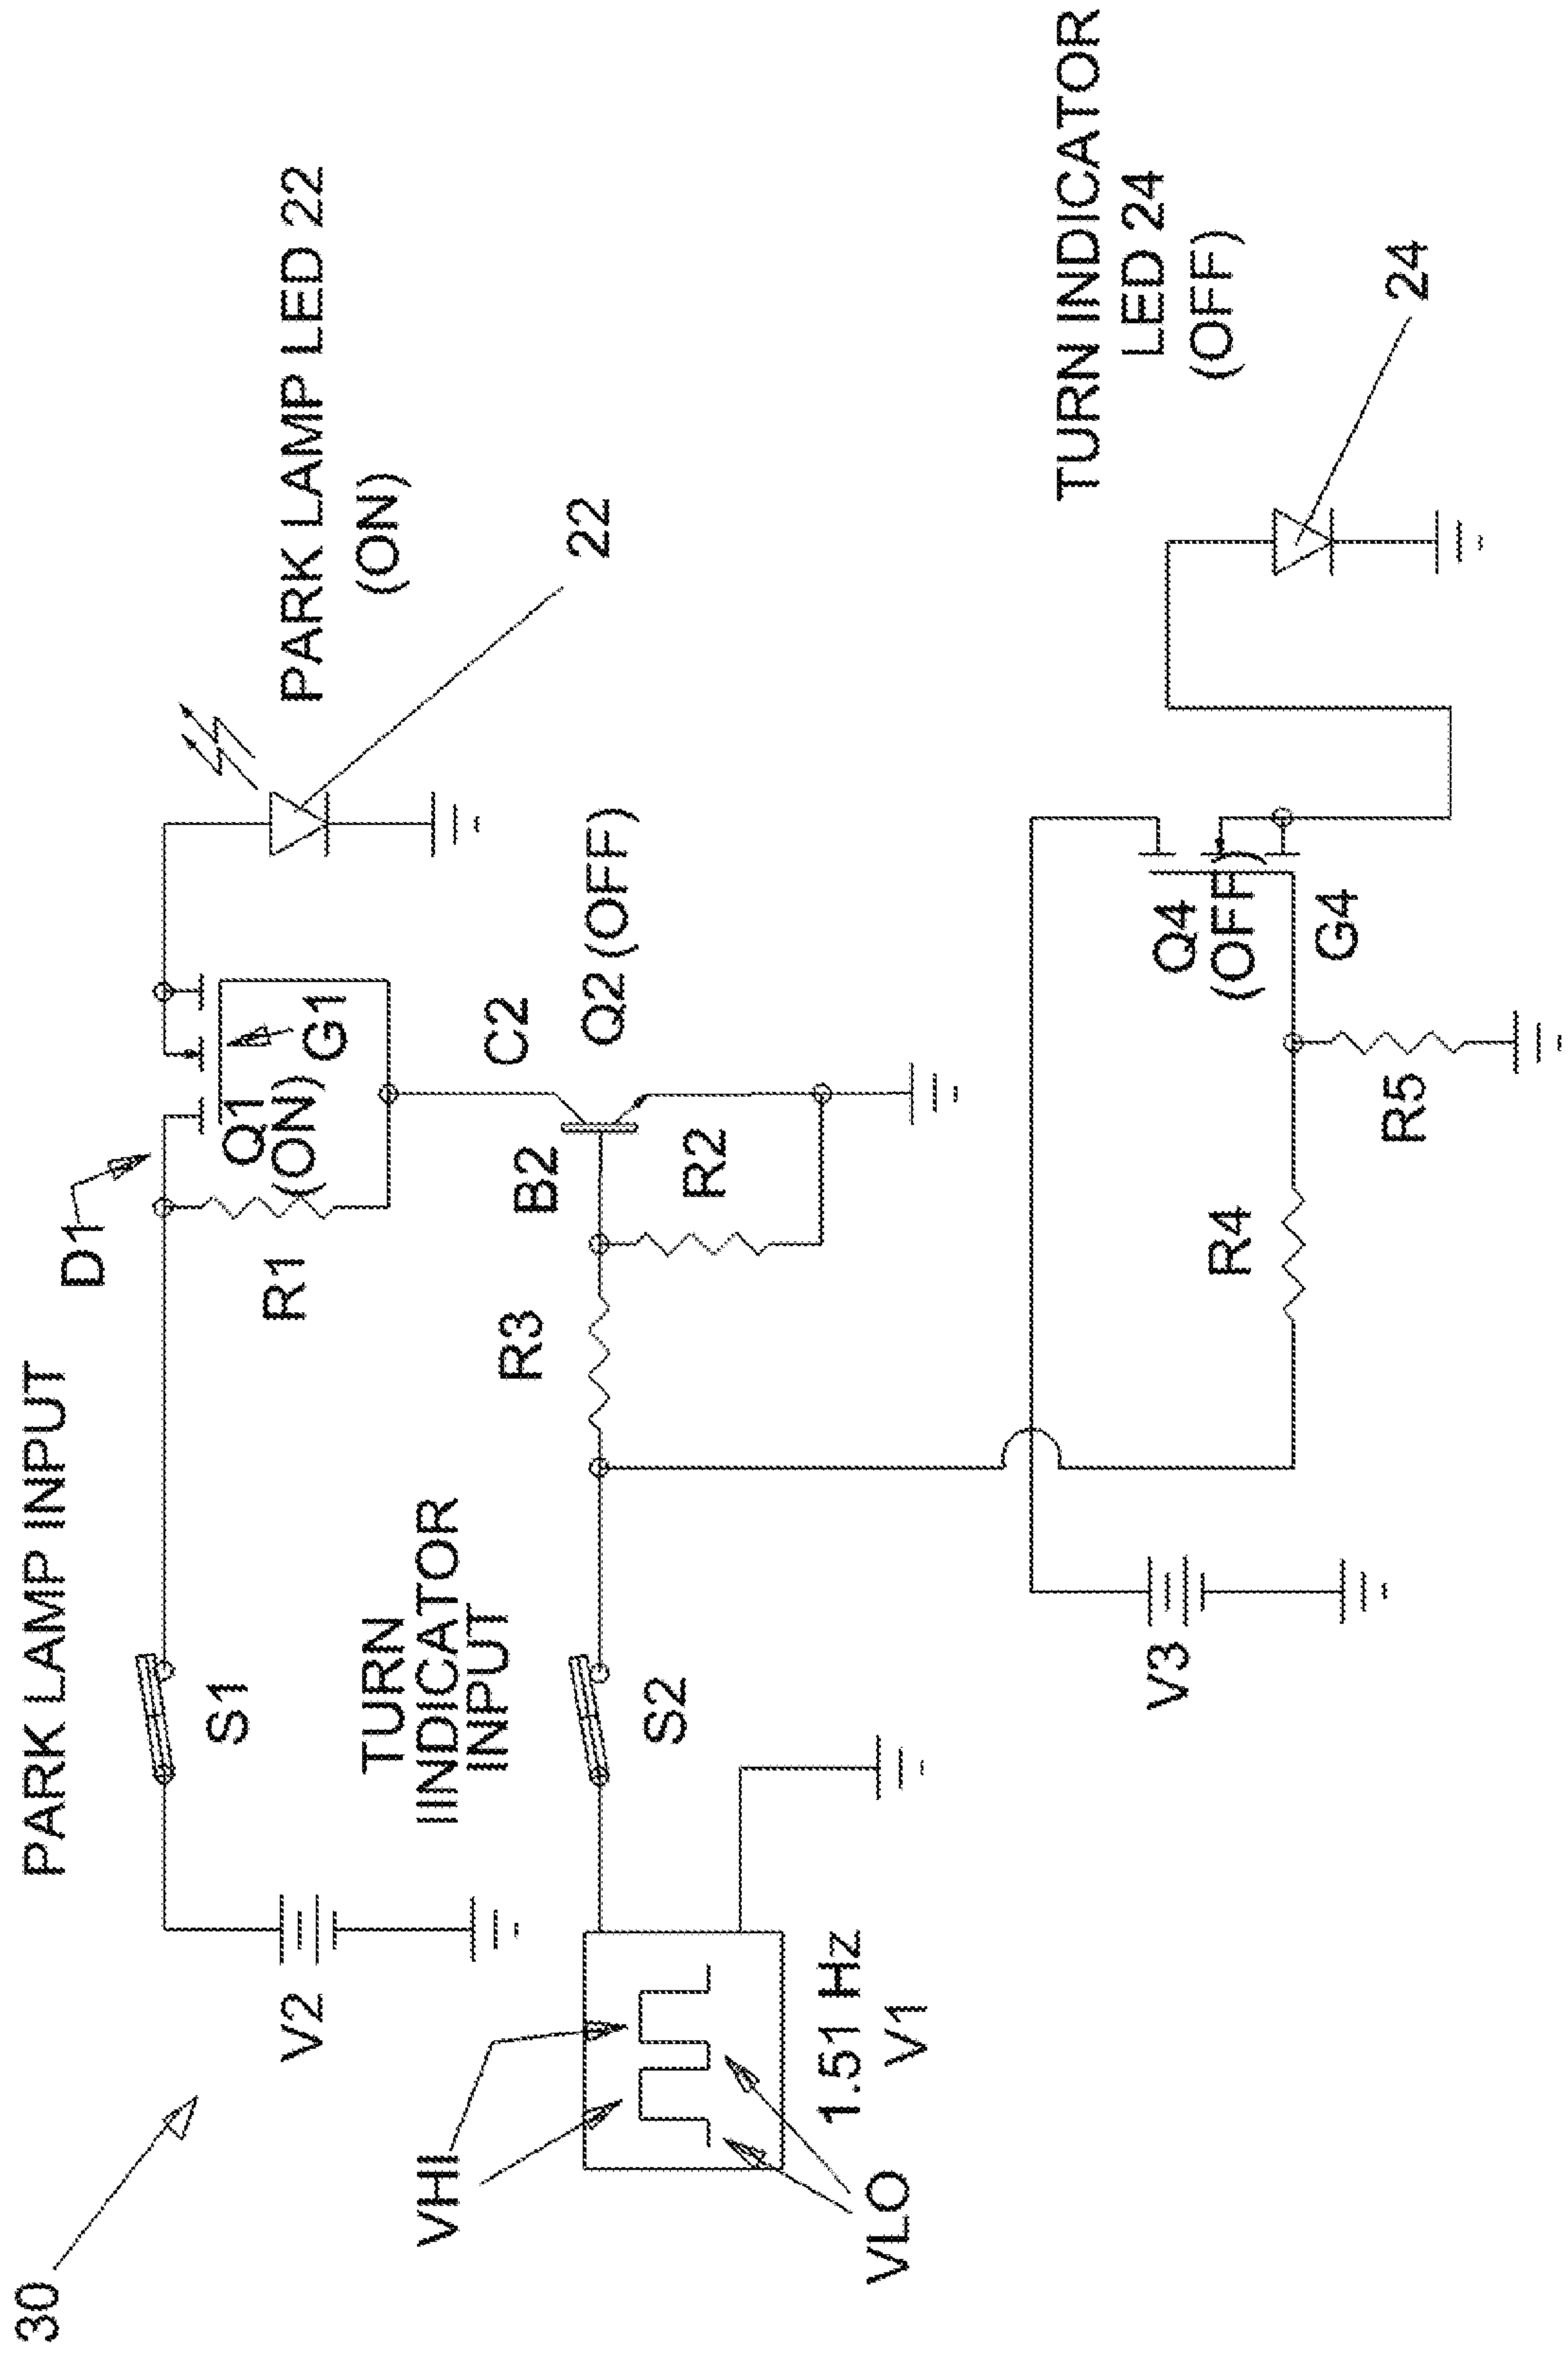 30
PARK LAMP INPUT
V2
S1
D1
R1
Q1
(ON)
G1
PARK LAMP LED 22
(ON)
22
VHI
VLO
1.51 Hz
V1
TURN
IINDICATOR
INPUT
S2
R3
B2
R2
C2
Q2 (OFF)
V3
R4
R5
Q4
(OFF)
G4
TURN INDICATOR
LED 24
(OFF)
24